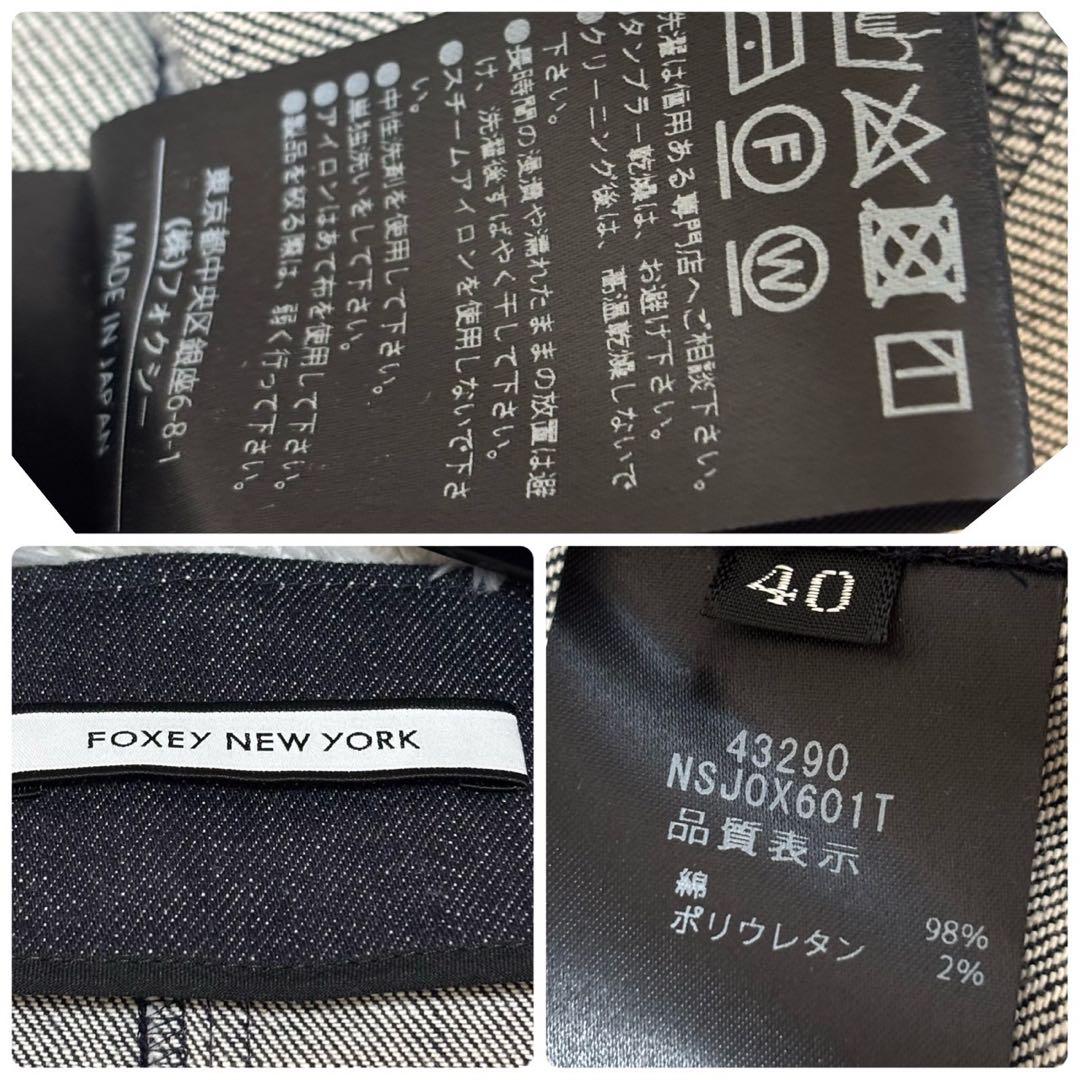 F
W
洗濯は信用ある専門店へご相談下さい。
タンブラー乾燥は、お避け下さい。
●クリーニング後は、高温乾燥しないで
下さい。
●長時間の浸漬や濡れたままの放置は避
け、洗濯後すばやく干して下さい。
●スチームアイロンを使用しないで下さ
い。
●中性洗剤を使用して下さい。
●単独洗いをして下さい。
●アイロンはあて布を使用して下さい。
●製品を絞る際は、弱く行って下さい。
東京都中央区銀座6-8-1
(株)フォクシー
MADE IN JAPAN
FOXEY NEW YORK
40
43290
NSJ0X601T
品質表示
綿 98%
ポリウレタン 2%